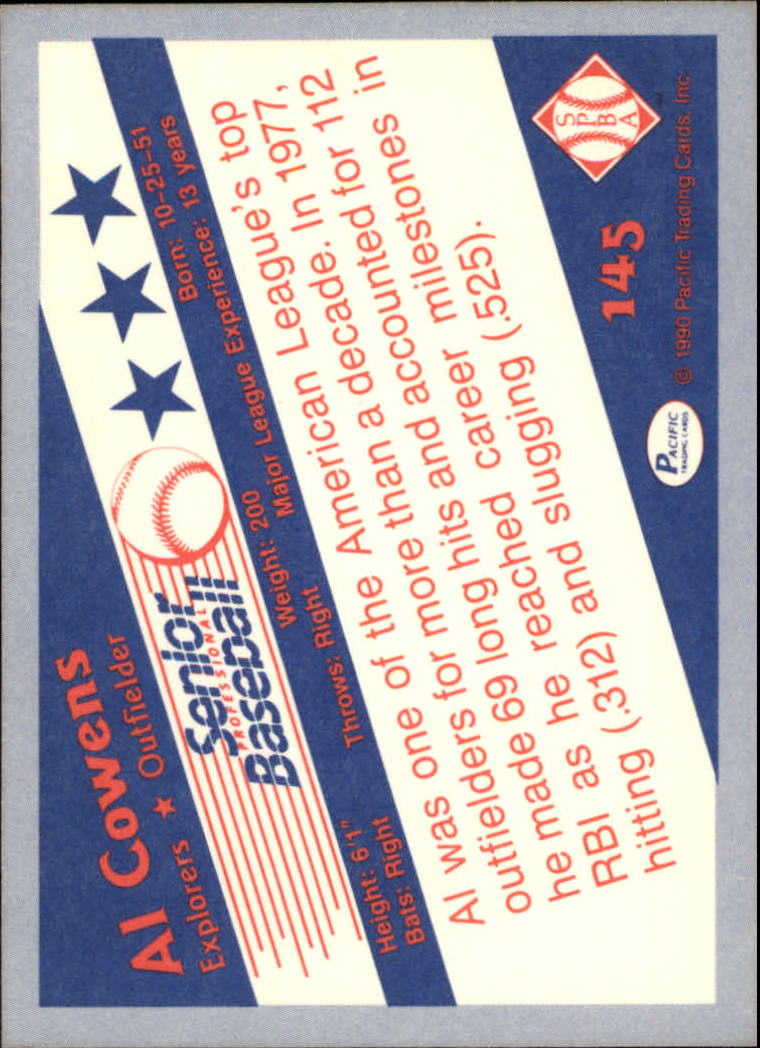 Al Cowens
Explorers ★ Outfielder
Senior
PROFESSIONAL
Baseball
Height: 6'1"
Weight: 200
Born: 10-25-51
Bats: Right
Throws: Right
Major League Experience: 13 years
Al was one of the American League's top
outfielders for more than a decade. In 1977,
he made 69 long hits and accounted for 112
RBI as he reached career milestones in
hitting (.312) and slugging (.525).
SPBA
145
PACIFIC
TRADING CARDS
© 1990 Pacific Trading Cards, Inc.